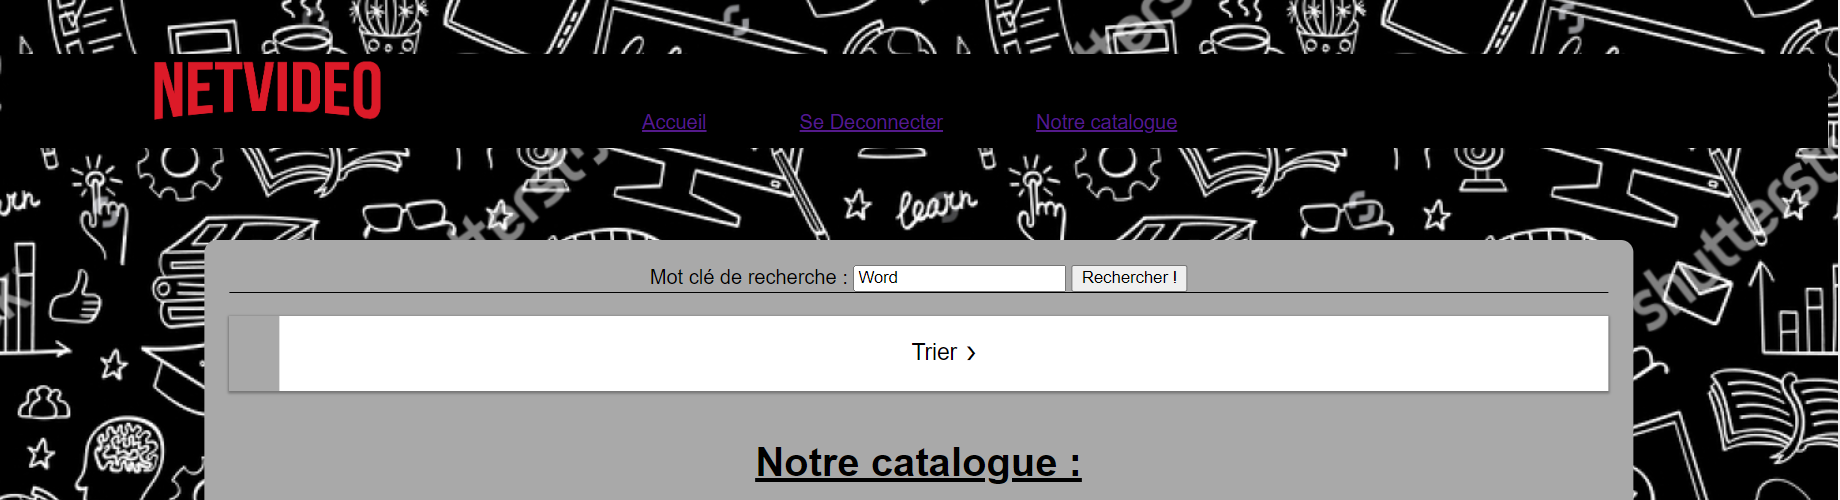 NETVIDEO
Accueil Se Deconnecter Notre catalogue
learn
Mot clé de recherche : Word Rechercher !
shutterst
Trier ›
Notre catalogue :